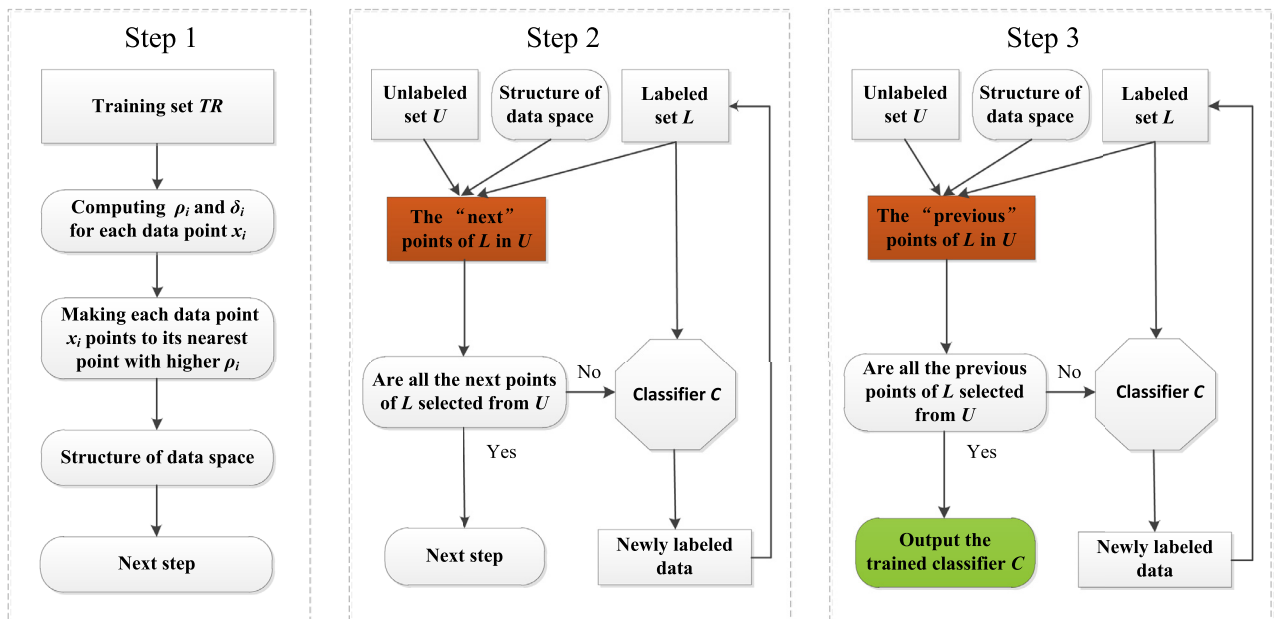 Step 1
Training set TR
Computing ρi and δi
for each data point xi
Making each data point
xi points to its nearest
point with higher ρi
Structure of data space
Next step
Step 2
Unlabeled
set U
Structure of
data space
Labeled
set L
The “next”
points of L in U
Are all the next points
of L selected from U
No
Classifier C
Yes
Next step
Newly labeled
data
Step 3
Unlabeled
set U
Structure of
data space
Labeled
set L
The “previous”
points of L in U
Are all the previous
points of L selected
from U
No
Classifier C
Yes
Output the
trained classifier C
Newly labeled
data